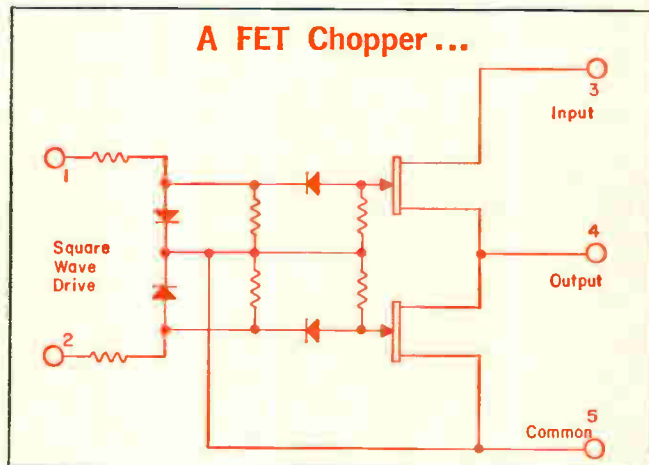 A FET Chopper...
3
Input
1
Square
Wave
Drive
4
Output
2
5
Common